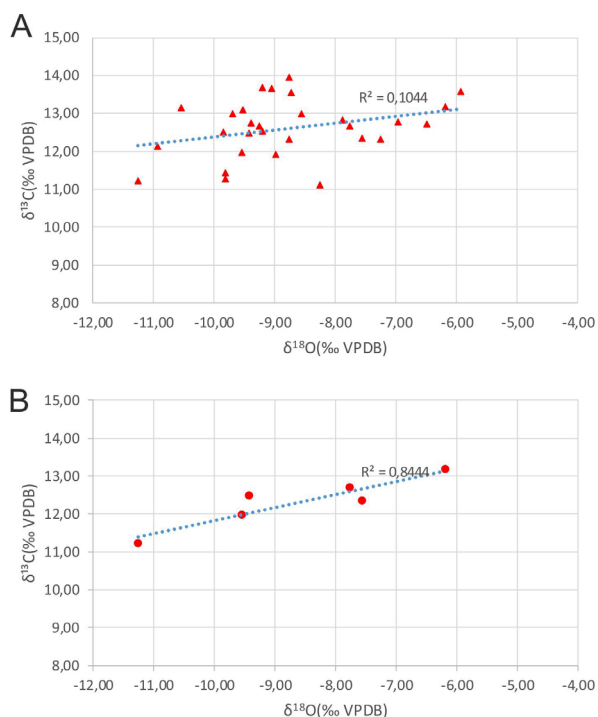 A
15,00
14,00
13,00
12,00
11,00
10,00
9,00
8,00
δ¹³C(‰ VPDB)
R² = 0,1044
-12,00 -11,00 -10,00 -9,00 -8,00 -7,00 -6,00 -5,00 -4,00
δ¹⁸O(‰ VPDB)
B
15,00
14,00
13,00
12,00
11,00
10,00
9,00
8,00
δ¹³C(‰ VPDB)
R² = 0,8444
-12,00 -11,00 -10,00 -9,00 -8,00 -7,00 -6,00 -5,00 -4,00
δ¹⁸O(‰ VPDB)